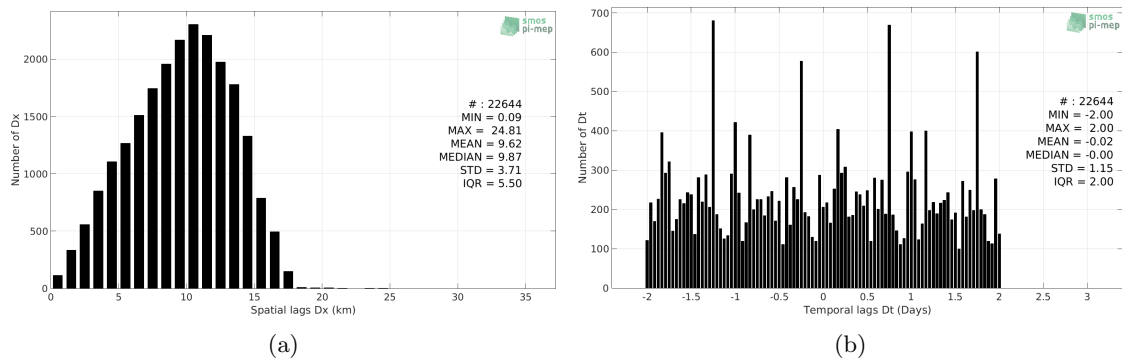 smos
pi-mep
2000
1500
1000
500
0
Number of Dx
# : 22644
MIN = 0.09
MAX = 24.81
MEAN = 9.62
MEDIAN = 9.87
STD = 3.71
IQR = 5.50
0 5 10 15 20 25 30 35
Spatial lags Dx (km)
(a)
smos
pi-mep
700
600
500
400
300
200
100
0
Number of Dt
# : 22644
MIN = -2.00
MAX = 2.00
MEAN = -0.02
MEDIAN = -0.00
STD = 1.15
IQR = 2.00
-2 -1.5 -1 -0.5 0 0.5 1 1.5 2 2.5 3
Temporal lags Dt (Days)
(b)